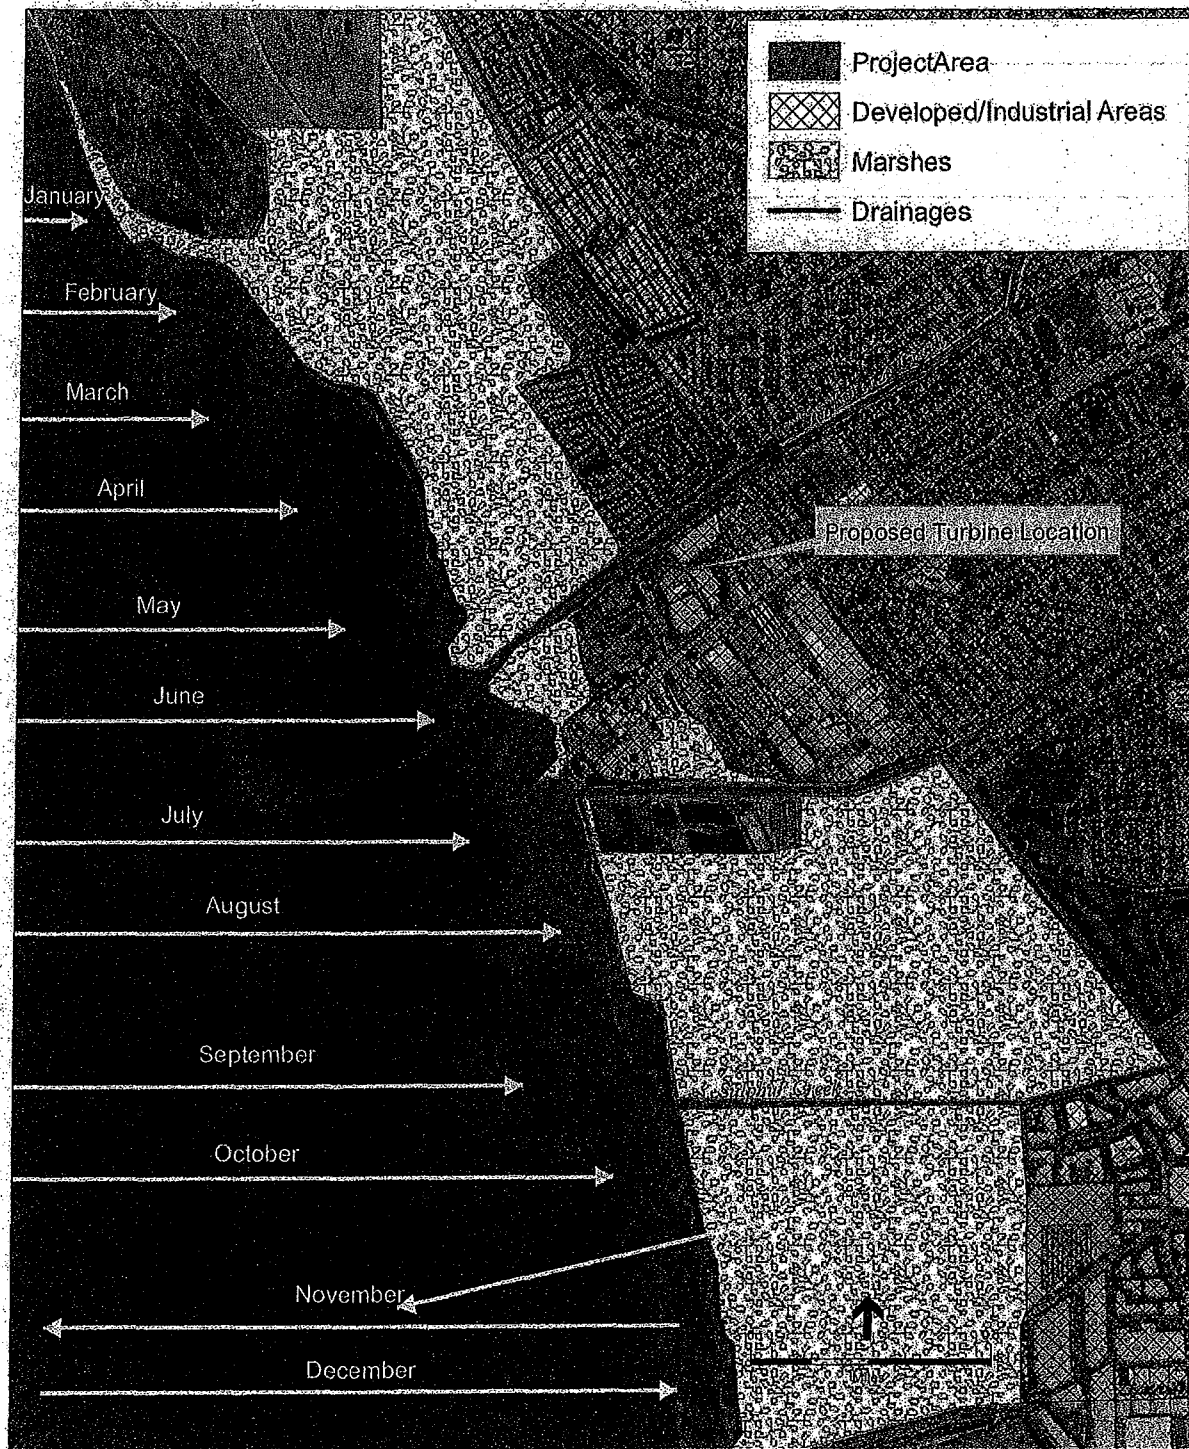 ProjectArea
Developed/Industrial Areas
Marshes
Drainages
January
February
March
April
Proposed Turbine Location
May
June
July
August
September
October
November
December